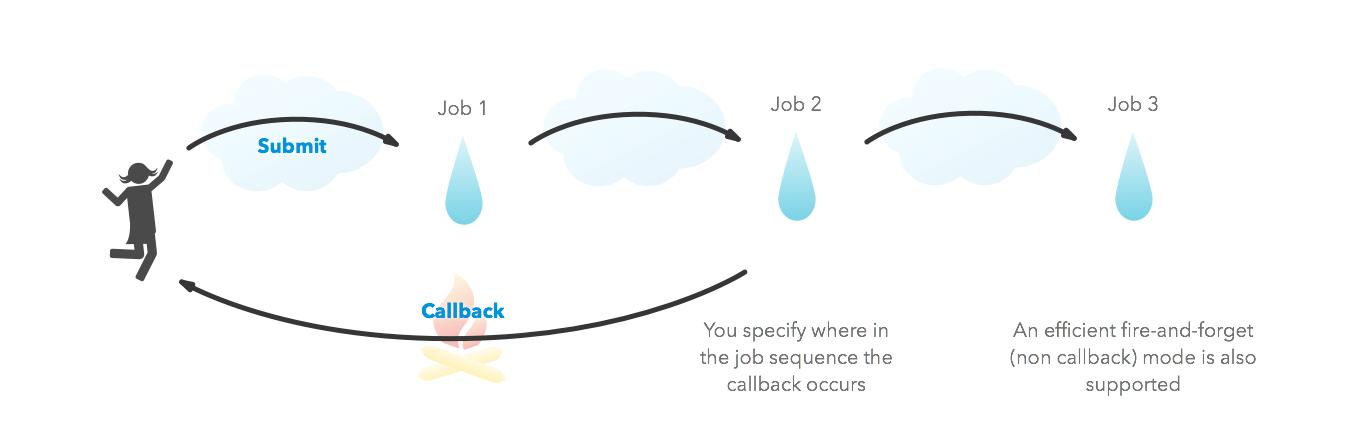 Job 1
Job 2
Job 3
Submit
Callback
You specify where in
the job sequence the
callback occurs
An efficient fire-and-forget
(non callback) mode is also
supported